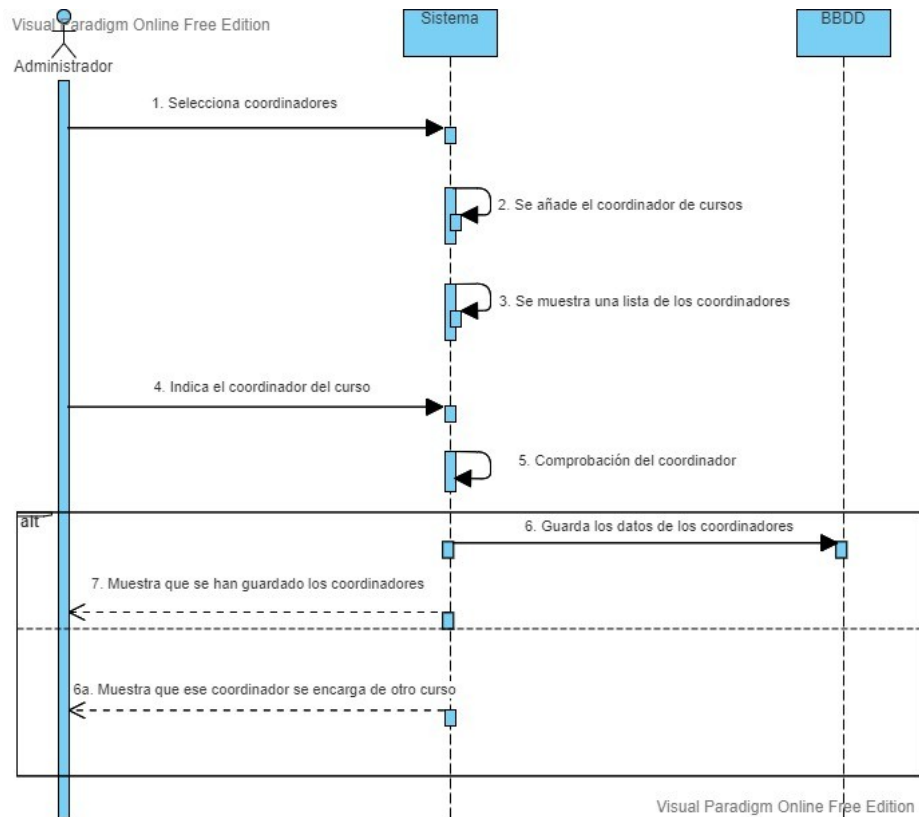 Visual Paradigm Online Free Edition
Sistema
BBDD
Administrador
1. Selecciona coordinadores
2. Se añade el coordinador de cursos
3. Se muestra una lista de los coordinadores
4. Indica el coordinador del curso
5. Comprobación del coordinador
alt
6. Guarda los datos de los coordinadores
7. Muestra que se han guardado los coordinadores
6a. Muestra que ese coordinador se encarga de otro curso
Visual Paradigm Online Free Edition